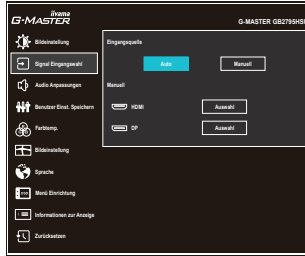 iiyama
G-MASTER
G-MASTER GB2795HSU
Bildeinstellung
Signal Eingangswahl
Audio Anpassungen
Benutzer Einst. Speichern
Farbtemp.
Bildeinstellung
Sprache
Menü Einrichtung
Informationen zur Anzeige
Zurücksetzen
Eingangsquelle
Auto
Manuell
Manuell
HDMI
Auswahl
DP
Auswahl